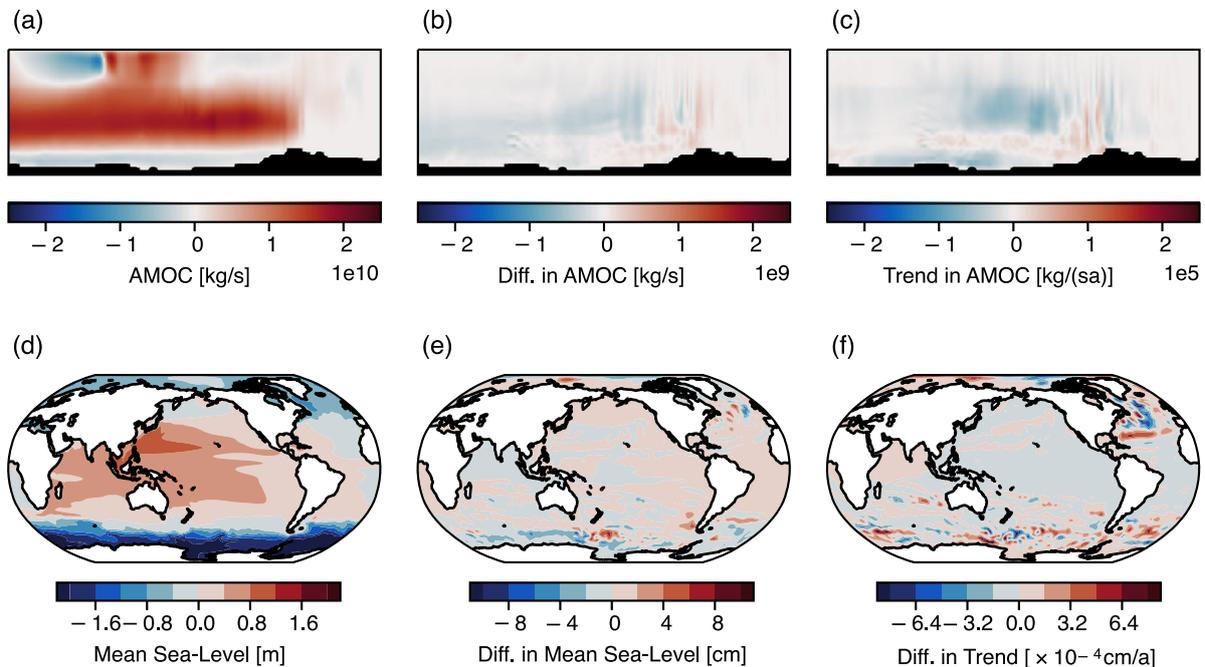 (a) (b) (c)
− 2 − 1 0 1 2 − 2 − 1 0 1 2 − 2 − 1 0 1 2
AMOC [kg/s] 1e10 Diff. in AMOC [kg/s] 1e9 Trend in AMOC [kg/(sa)] 1e5
(d) (e) (f)
− 1.6 − 0.8 0.0 0.8 1.6 − 8 − 4 0 4 8 − 6.4 − 3.2 0.0 3.2 6.4
Mean Sea-Level [m] Diff. in Mean Sea-Level [cm] Diff. in Trend [ × 10⁻⁴cm/a]